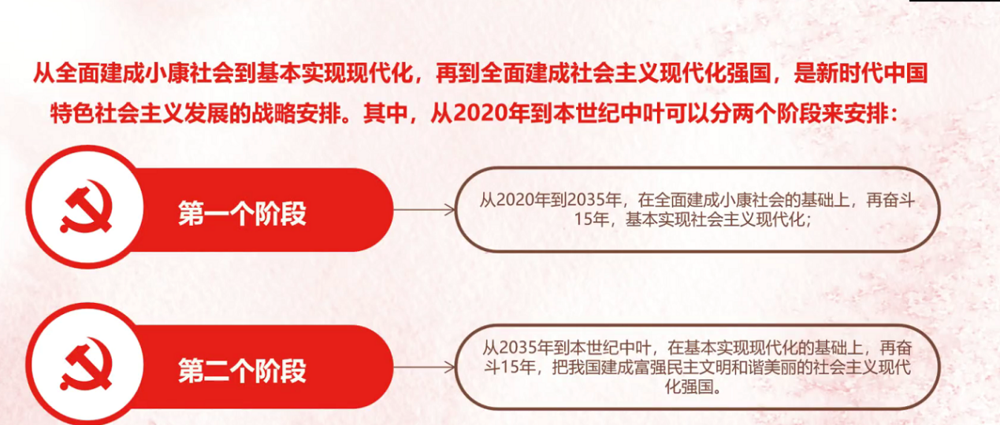 从全面建成小康社会到基本实现现代化，再到全面建成社会主义现代化强国，是新时代中国
特色社会主义发展的战略安排。其中，从2020年到本世纪中叶可以分两个阶段来安排：
第一个阶段
从2020年到2035年，在全面建成小康社会的基础上，再奋斗
15年，基本实现社会主义现代化；
第二个阶段
从2035年到本世纪中叶，在基本实现现代化的基础上，再奋
斗15年，把我国建成富强民主文明和谐美丽的社会主义现代
化强国。